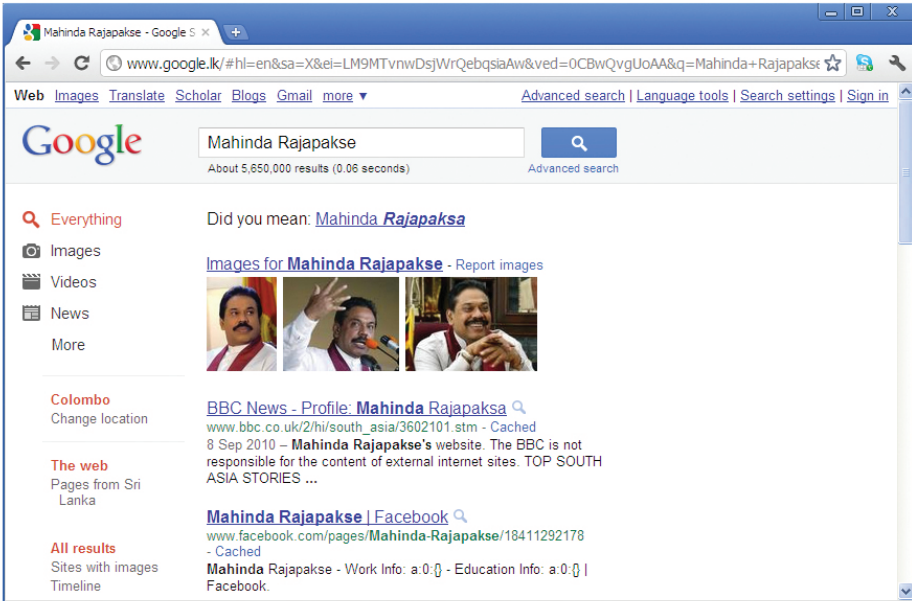 Mahinda Rajapakse - Google S
www.google.lk/#hl=en&sa=X&ei=LM9MTvnwDsjWrQebqsiaAw&ved=0CBwQvgUoAA&q=Mahinda+Rajapakse
Web Images Translate Scholar Blogs Gmail more ▼ Advanced search | Language tools | Search settings | Sign in
Google
Mahinda Rajapakse
About 5,650,000 results (0.06 seconds) Advanced search
Everything
Images
Videos
News
More
Colombo
Change location
The web
Pages from Sri
Lanka
All results
Sites with images
Timeline
Did you mean: Mahinda Rajapaksa
Images for Mahinda Rajapakse - Report images
BBC News - Profile: Mahinda Rajapaksa
www.bbc.co.uk/2/hi/south_asia/3602101.stm - Cached
8 Sep 2010 – Mahinda Rajapakse's website. The BBC is not
responsible for the content of external internet sites. TOP SOUTH
ASIA STORIES ...
Mahinda Rajapakse | Facebook
www.facebook.com/pages/Mahinda-Rajapakse/18411292178
- Cached
Mahinda Rajapakse - Work Info: a:0:{} - Education Info: a:0:{} |
Facebook.